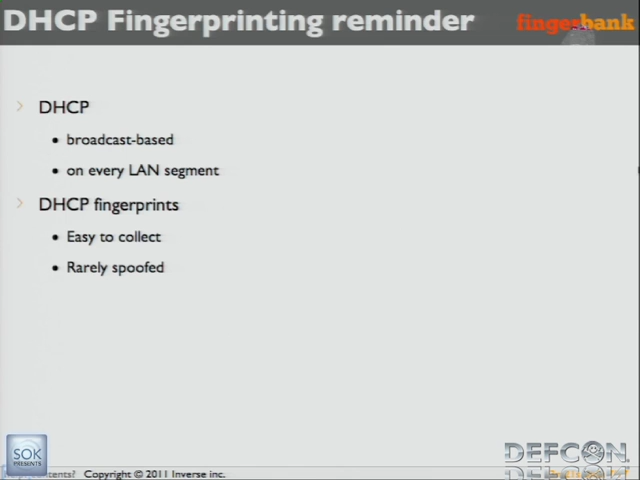 DHCP Fingerprinting reminder
fingerbank
DHCP
broadcast-based
on every LAN segment
DHCP fingerprints
Easy to collect
Rarely spoofed
SOK
PRESENTS
Copyright © 2011 Inverse inc.
DEFCON